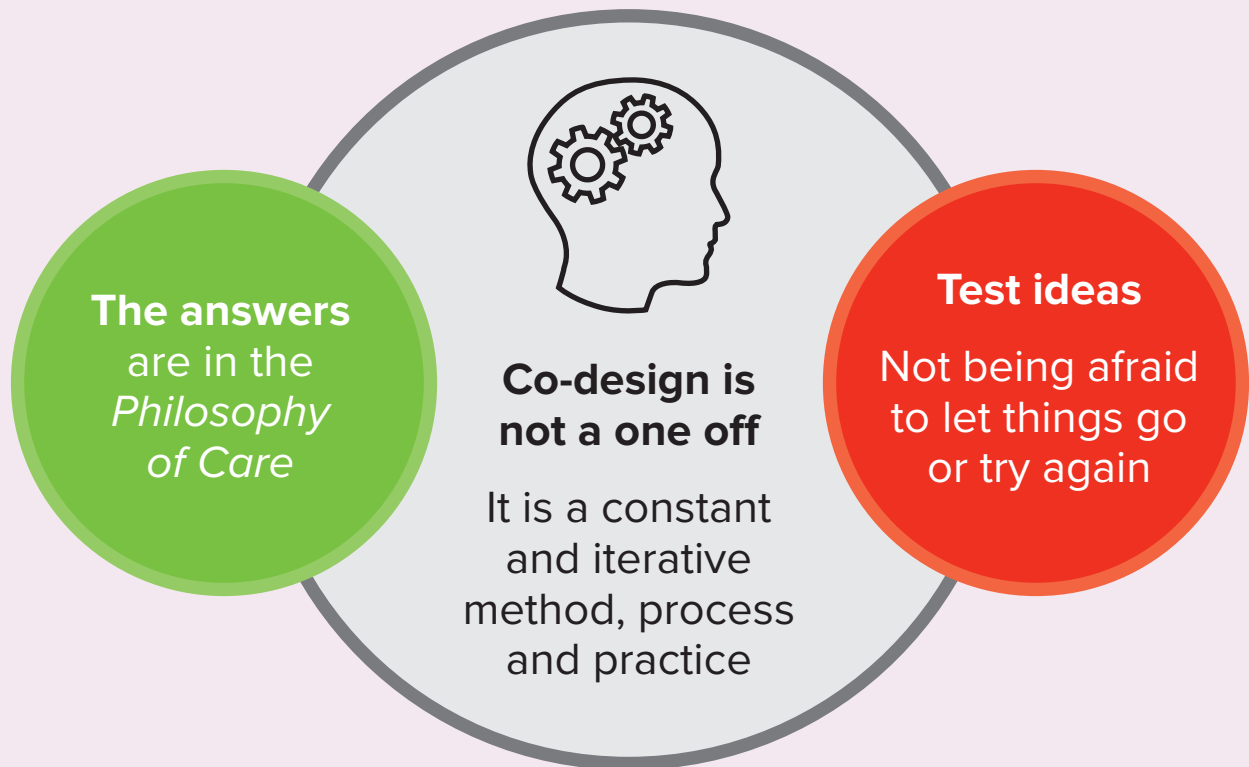 The answers
are in the
Philosophy
of Care
Co-design is
not a one off
It is a constant
and iterative
method, process
and practice
Test ideas
Not being afraid
to let things go
or try again